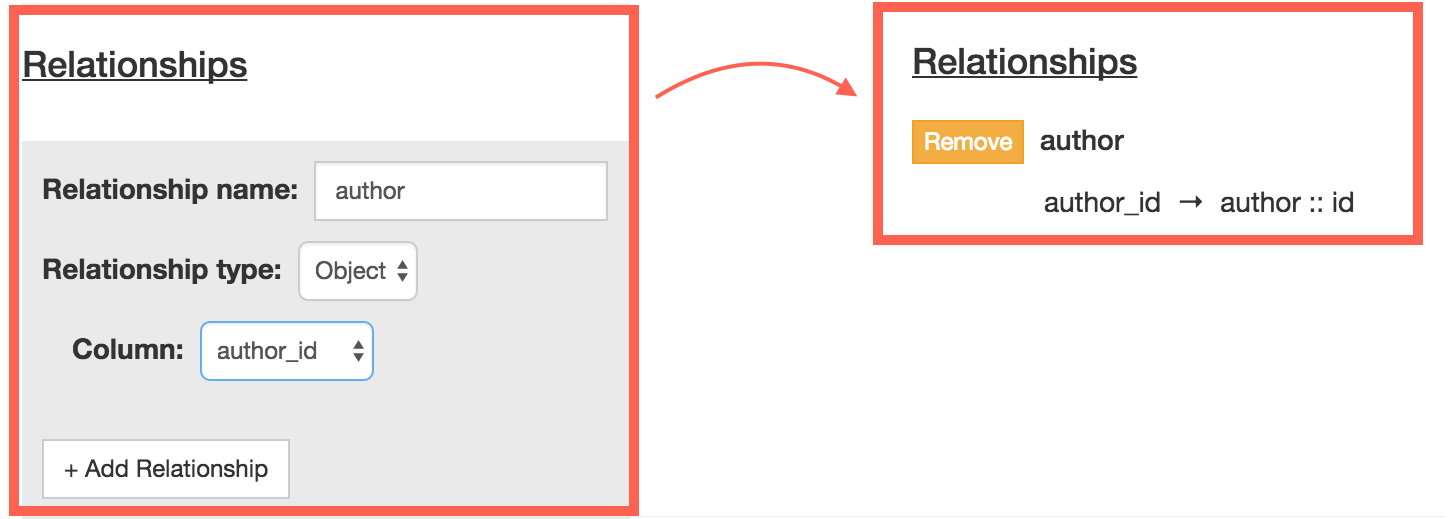 Relationships
Relationship name: author
Relationship type: Object
Column: author_id
+ Add Relationship
Relationships
Remove author
author_id → author :: id